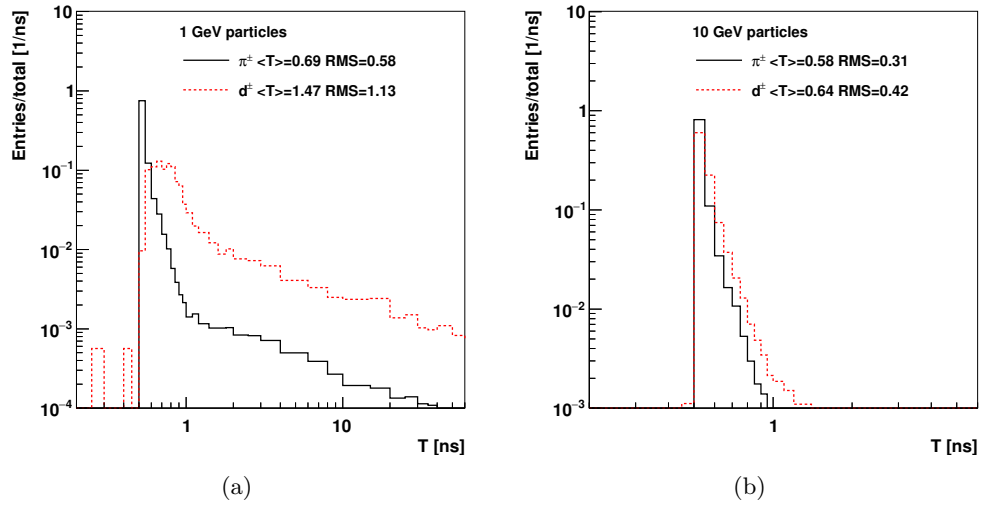 Entries/total [1/ns]
10
1
10⁻¹
10⁻²
10⁻³
10⁻⁴
1 GeV particles
π± <T>=0.69 RMS=0.58
d± <T>=1.47 RMS=1.13
1 10
T [ns]
(a)
Entries/total [1/ns]
10
1
10⁻¹
10⁻²
10⁻³
10 GeV particles
π± <T>=0.58 RMS=0.31
d± <T>=0.64 RMS=0.42
1
T [ns]
(b)